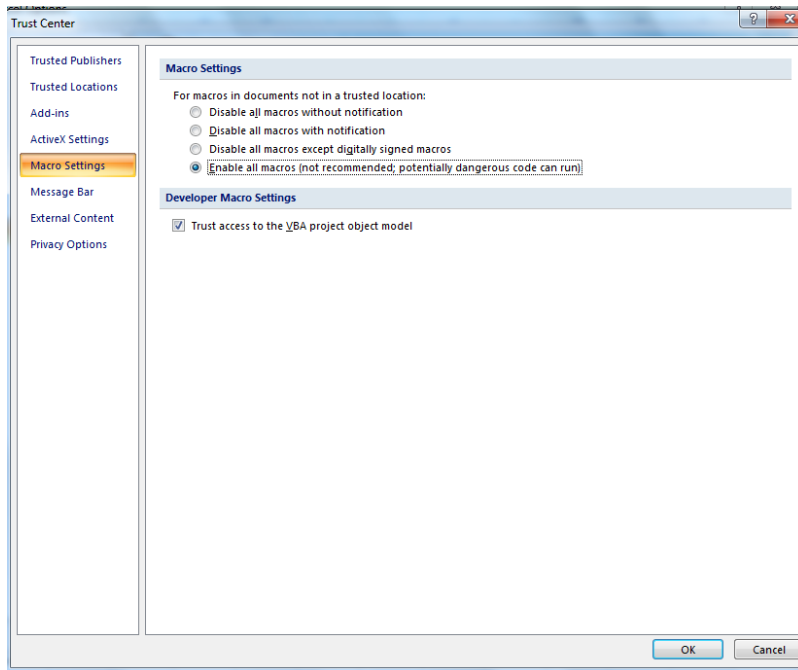 Trust Center
Trusted Publishers
Trusted Locations
Add-ins
ActiveX Settings
Macro Settings
Message Bar
External Content
Privacy Options
Macro Settings
For macros in documents not in a trusted location:
Disable all macros without notification
Disable all macros with notification
Disable all macros except digitally signed macros
Enable all macros (not recommended; potentially dangerous code can run)
Developer Macro Settings
Trust access to the VBA project object model
OK
Cancel